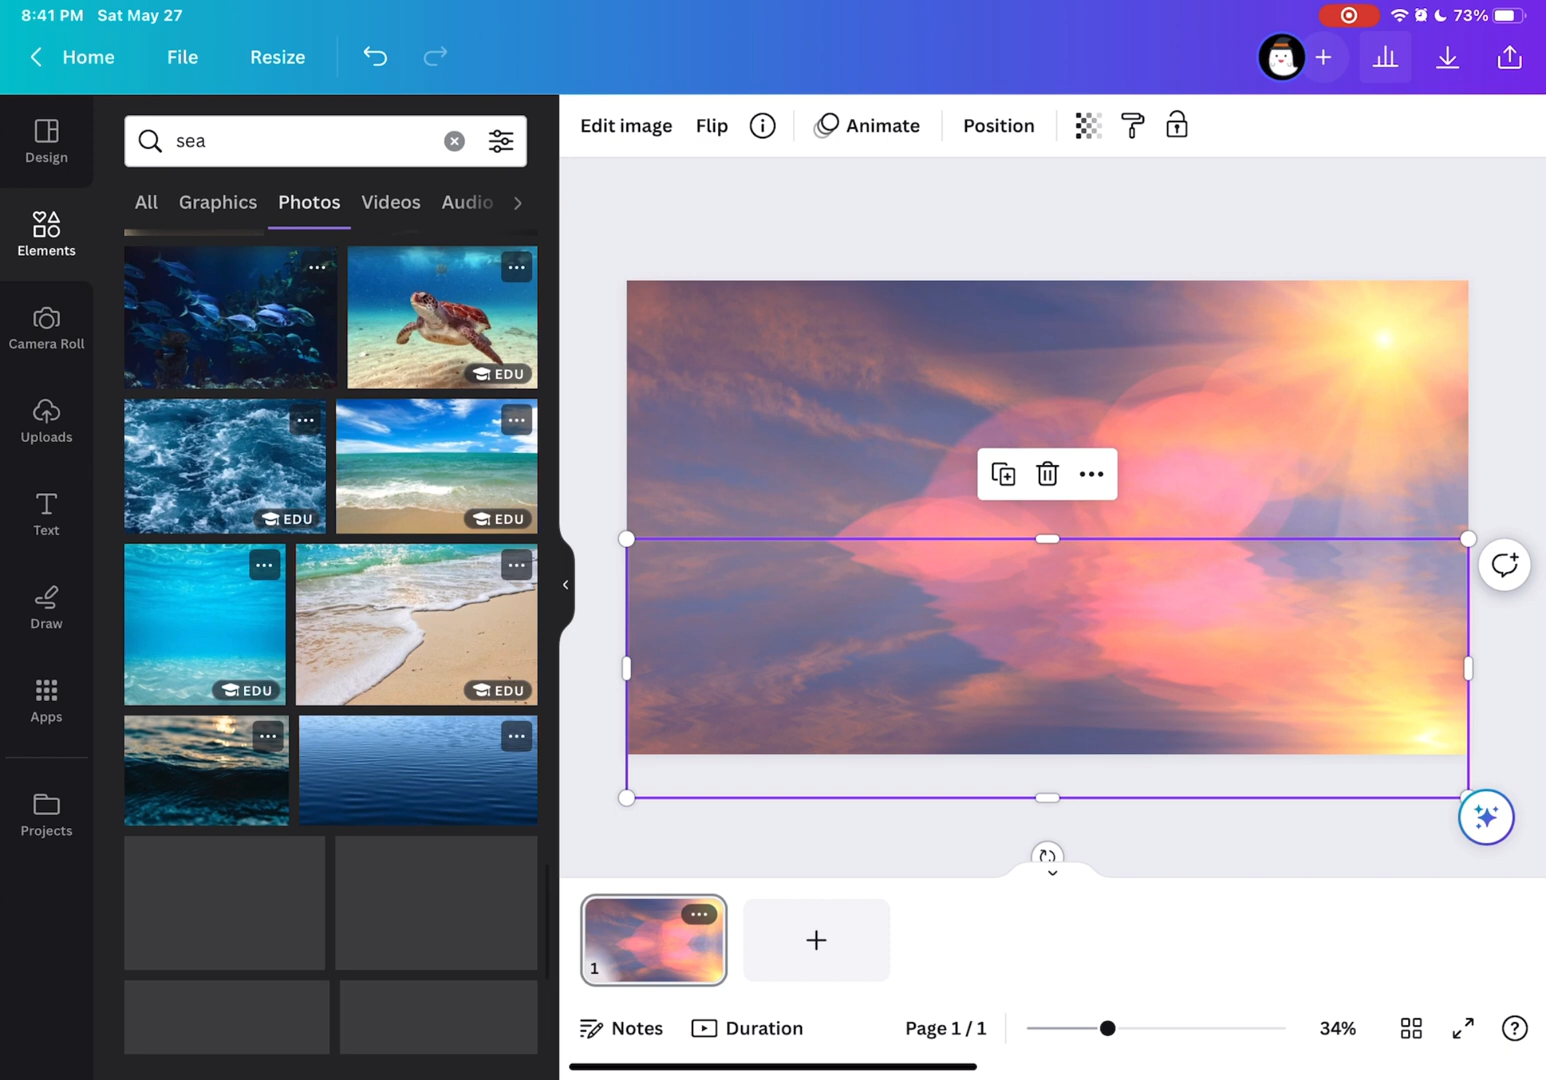 8:41 PM Sat May 27
73%
Home File Resize
Design
Elements
Camera Roll
Uploads
Text
Draw
Apps
Projects
sea
All Graphics Photos Videos Audio
EDU
EDU
EDU
EDU
EDU
Edit image Flip Animate Position
1
Notes Duration Page 1 / 1 34%